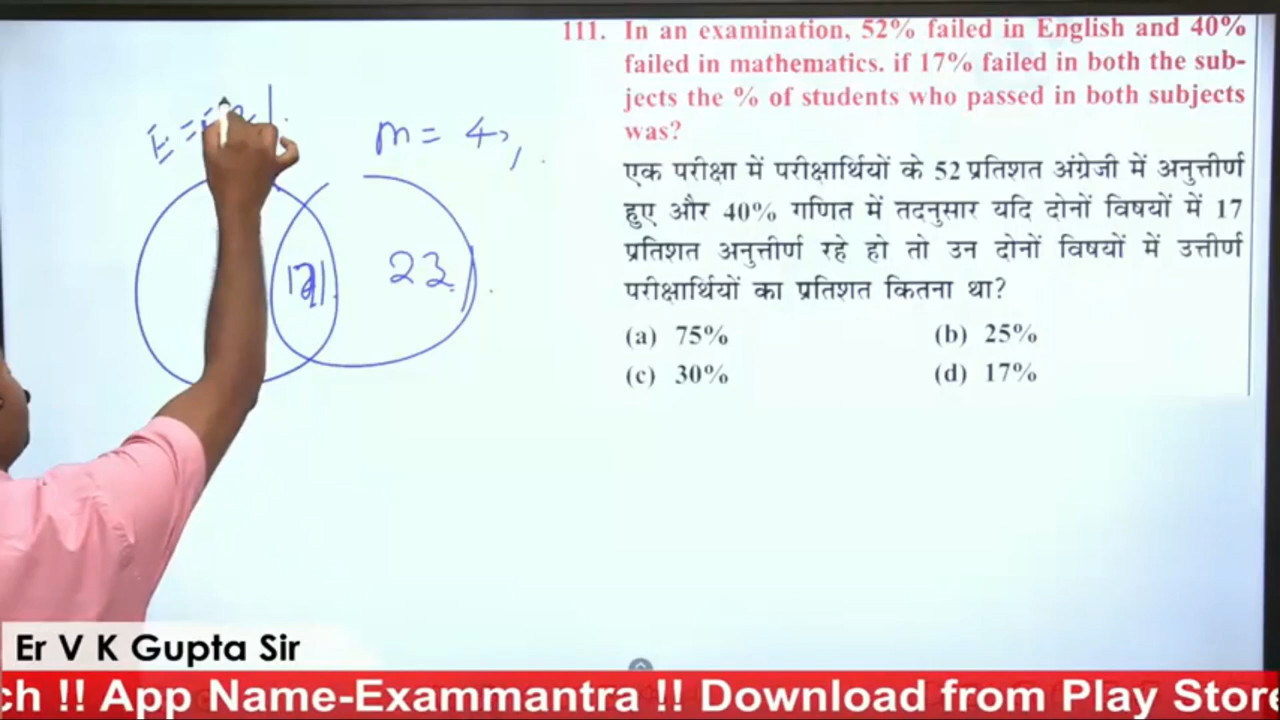 111. In an examination, 52% failed in English and 40%
failed in mathematics. if 17% failed in both the sub-
jects the % of students who passed in both subjects
was?
एक परीक्षा में परीक्षार्थियों के 52 प्रतिशत अंग्रेजी में अनुत्तीर्ण
हुए और 40% गणित में तदनुसार यदि दोनों विषयों में 17
प्रतिशत अनुत्तीर्ण रहे हो तो उन दोनों विषयों में उत्तीर्ण
परीक्षार्थियों का प्रतिशत कितना था?
(a) 75% (b) 25%
(c) 30% (d) 17%
E =
m = 4
23
Er V K Gupta Sir
ch !! App Name-Exammantra !! Download from Play Store